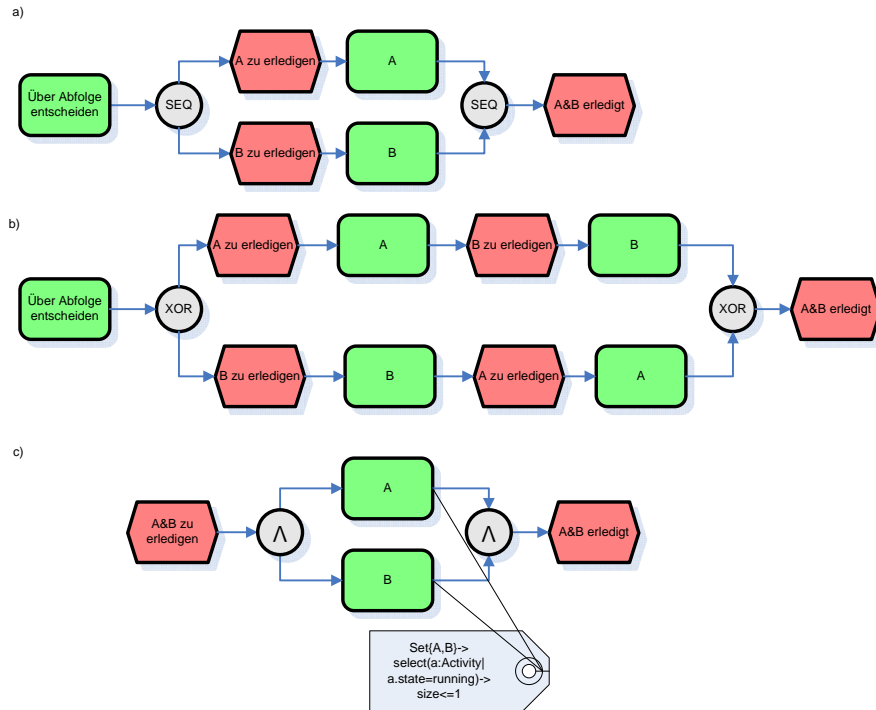 a)
A zu erledigen
A
Über Abfolge
entscheiden
SEQ
SEQ
A&B erledigt
B zu erledigen
B
b)
A zu erledigen
A
B zu erledigen
B
Über Abfolge
entscheiden
XOR
XOR
A&B erledigt
B zu erledigen
B
A zu erledigen
A
c)
A
A&B zu
erledigen
Λ
Λ
A&B erledigt
B
Set{A,B}->
select(a:Activity|
a.state=running)->
size<=1